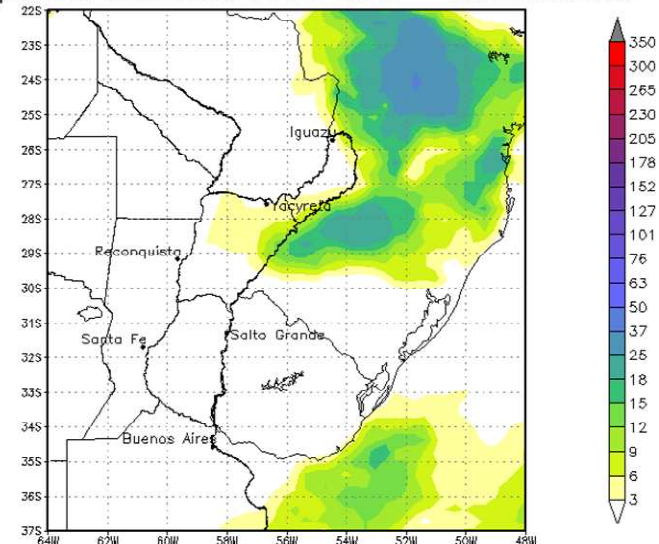 22S
23S
24S
25S
26S
27S
28S
29S
30S
31S
32S
33S
34S
35S
36S
37S
64W 62W 60W 58W 56W 54W 52W 50W 48W
Iguazu
Yacyreta
Reconquista
Santa Fe
Salto Grande
Buenos Aires
350
300
265
230
205
178
152
127
101
76
63
50
37
25
18
15
12
9
6
3